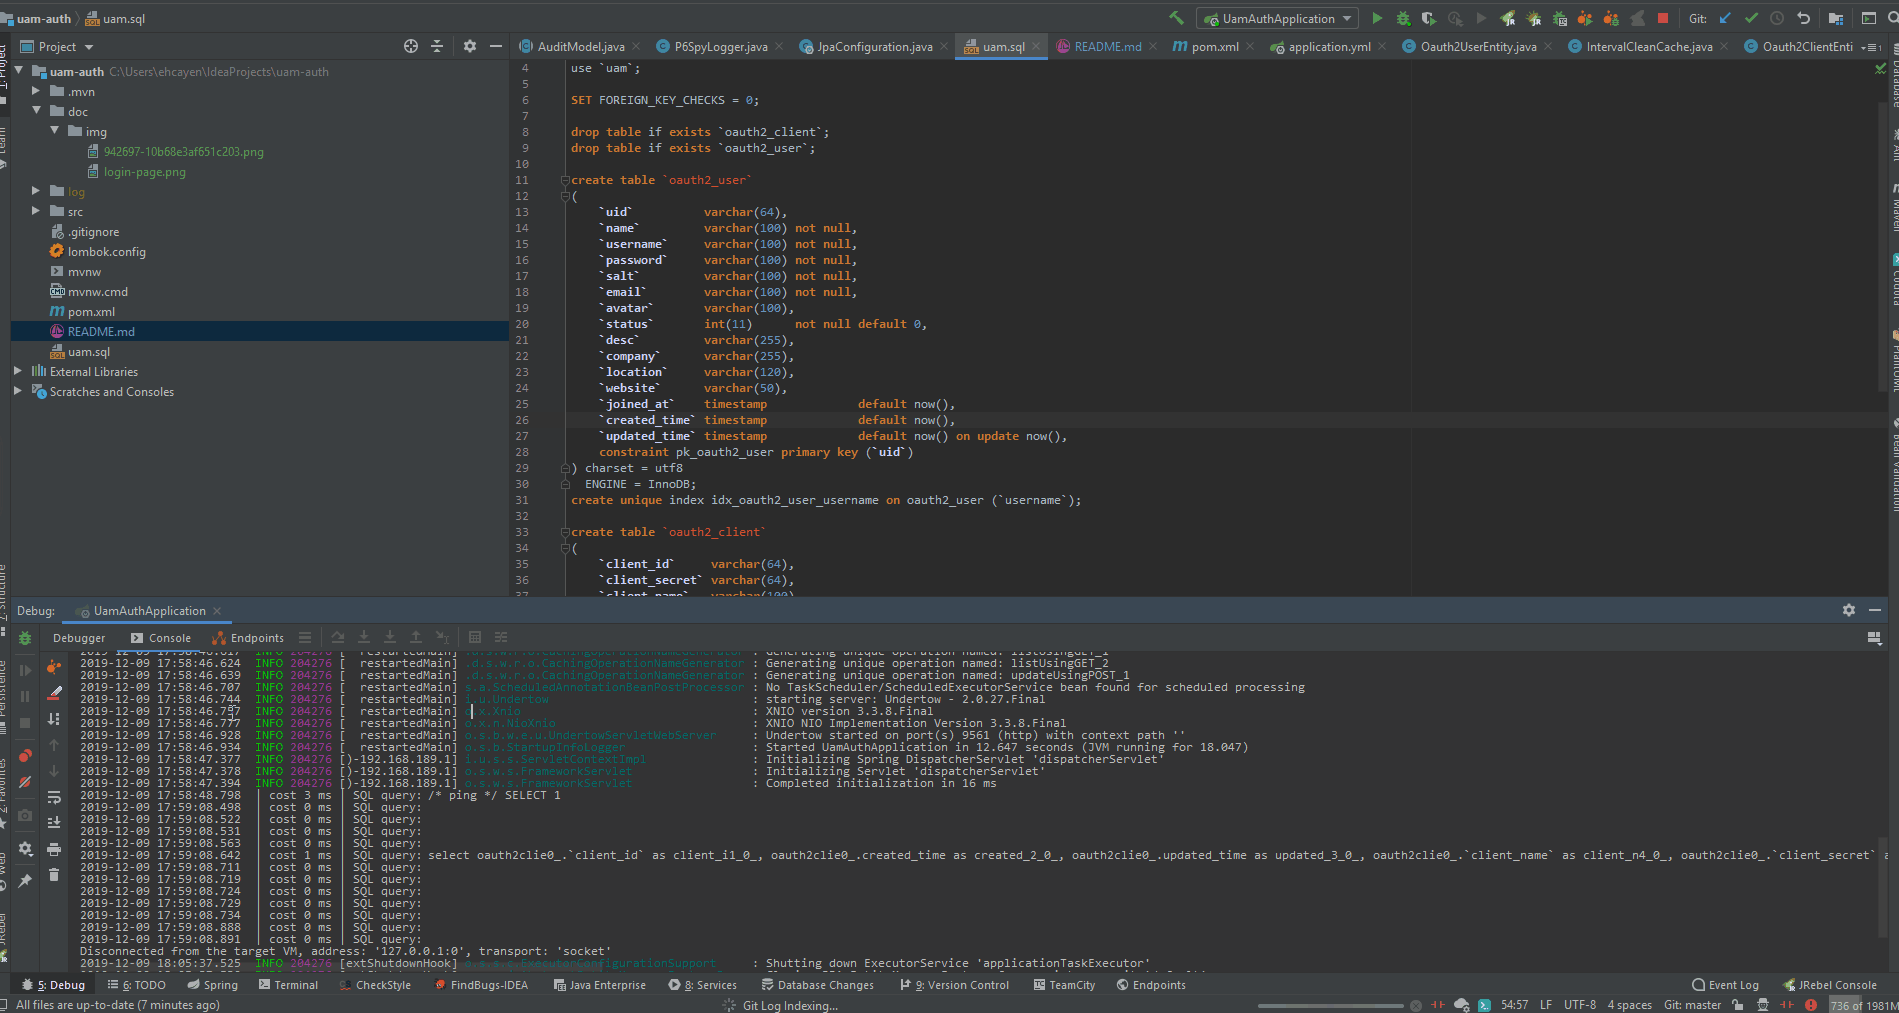 uam-auth
uam.sql
UamAuthApplication
Git:
Project
AuditModel.java
P6SpyLogger.java
JpaConfiguration.java
uam.sql
README.md
pom.xml
application.yml
Oauth2UserEntity.java
IntervalCleanCache.java
Oauth2ClientEnti
uam-auth C:\Users\ehcayen\IdeaProjects\uam-auth
.mvn
doc
img
942697-10b68e3af651c203.png
login-page.png
log
src
.gitignore
lombok.config
mvnw
mvnw.cmd
pom.xml
README.md
uam.sql
External Libraries
Scratches and Consoles
4 use `uam`;
5
6 SET FOREIGN_KEY_CHECKS = 0;
7
8 drop table if exists `oauth2_client`;
9 drop table if exists `oauth2_user`;
10
11 create table `oauth2_user`
12 (
13 `uid` varchar(64),
14 `name` varchar(100) not null,
15 `username` varchar(100) not null,
16 `password` varchar(100) not null,
17 `salt` varchar(100) not null,
18 `email` varchar(100) not null,
19 `avatar` varchar(100),
20 `status` int(11) not null default 0,
21 `desc` varchar(255),
22 `company` varchar(255),
23 `location` varchar(120),
24 `website` varchar(50),
25 `joined_at` timestamp default now(),
26 `created_time` timestamp default now(),
27 `updated_time` timestamp default now() on update now(),
28 constraint pk_oauth2_user primary key (`uid`)
29 ) charset = utf8
30 ENGINE = InnoDB;
31 create unique index idx_oauth2_user_username on oauth2_user (`username`);
32
33 create table `oauth2_client`
34 (
35 `client_id` varchar(64),
36 `client_secret` varchar(64),
37 `client_name` varchar(100)
Debug: UamAuthApplication
Debugger Console Endpoints
2019-12-09 17:58:46.617 INFO 204276 [ restartedMain] .d.s.w.r.o.CachingOperationNameGenerator : Generating unique operation named: listUsingGET_1
2019-12-09 17:58:46.624 INFO 204276 [ restartedMain] .d.s.w.r.o.CachingOperationNameGenerator : Generating unique operation named: listUsingGET_2
2019-12-09 17:58:46.639 INFO 204276 [ restartedMain] .d.s.w.r.o.CachingOperationNameGenerator : Generating unique operation named: updateUsingPOST_1
2019-12-09 17:58:46.707 INFO 204276 [ restartedMain] s.a.ScheduledAnnotationBeanPostProcessor : No TaskScheduler/ScheduledExecutorService bean found for scheduled processing
2019-12-09 17:58:46.744 INFO 204276 [ restartedMain] i.u.Undertow : starting server: Undertow - 2.0.27.Final
2019-12-09 17:58:46.757 INFO 204276 [ restartedMain] o.x.Xnio : XNIO version 3.3.8.Final
2019-12-09 17:58:46.777 INFO 204276 [ restartedMain] o.x.n.NioXnio : XNIO NIO Implementation Version 3.3.8.Final
2019-12-09 17:58:46.928 INFO 204276 [ restartedMain] o.s.b.w.e.u.UndertowServletWebServer : Undertow started on port(s) 9561 (http) with context path ''
2019-12-09 17:58:46.934 INFO 204276 [ restartedMain] o.s.b.StartupInfoLogger : Started UamAuthApplication in 12.647 seconds (JVM running for 18.047)
2019-12-09 17:58:47.377 INFO 204276 [)-192.168.189.1] i.u.s.s.ServletContextImpl : Initializing Spring DispatcherServlet 'dispatcherServlet'
2019-12-09 17:58:47.378 INFO 204276 [)-192.168.189.1] o.s.w.s.FrameworkServlet : Initializing Servlet 'dispatcherServlet'
2019-12-09 17:58:47.394 INFO 204276 [)-192.168.189.1] o.s.w.s.FrameworkServlet : Completed initialization in 16 ms
2019-12-09 17:58:48.798 | cost 3 ms | SQL query: /* ping */ SELECT 1
2019-12-09 17:59:08.498 | cost 0 ms | SQL query:
2019-12-09 17:59:08.522 | cost 0 ms | SQL query:
2019-12-09 17:59:08.531 | cost 0 ms | SQL query:
2019-12-09 17:59:08.563 | cost 0 ms | SQL query:
2019-12-09 17:59:08.642 | cost 1 ms | SQL query: select oauth2clie0_.`client_id` as client_i1_0_, oauth2clie0_.created_time as created_2_0_, oauth2clie0_.updated_time as updated_3_0_, oauth2clie0_.`client_name` as client_n4_0_, oauth2clie0_.`client_secret` a
2019-12-09 17:59:08.711 | cost 0 ms | SQL query:
2019-12-09 17:59:08.719 | cost 0 ms | SQL query:
2019-12-09 17:59:08.724 | cost 0 ms | SQL query:
2019-12-09 17:59:08.729 | cost 0 ms | SQL query:
2019-12-09 17:59:08.734 | cost 0 ms | SQL query:
2019-12-09 17:59:08.888 | cost 0 ms | SQL query:
2019-12-09 17:59:08.891 | cost 0 ms | SQL query:
Disconnected from the target VM, address: '127.0.0.1:0', transport: 'socket'
2019-12-09 18:05:37.525 INFO 204276 [extShutdownHook] o.s.s.c.ExecutorConfigurationSupport : Shutting down ExecutorService 'applicationTaskExecutor'
5: Debug 6: TODO Spring Terminal CheckStyle FindBugs-IDEA Java Enterprise 8: Services Database Changes 9: Version Control TeamCity Endpoints Event Log JRebel Console
All files are up-to-date (7 minutes ago) Git Log Indexing... 54:57 LF UTF-8 4 spaces Git: master 736 of 1981M